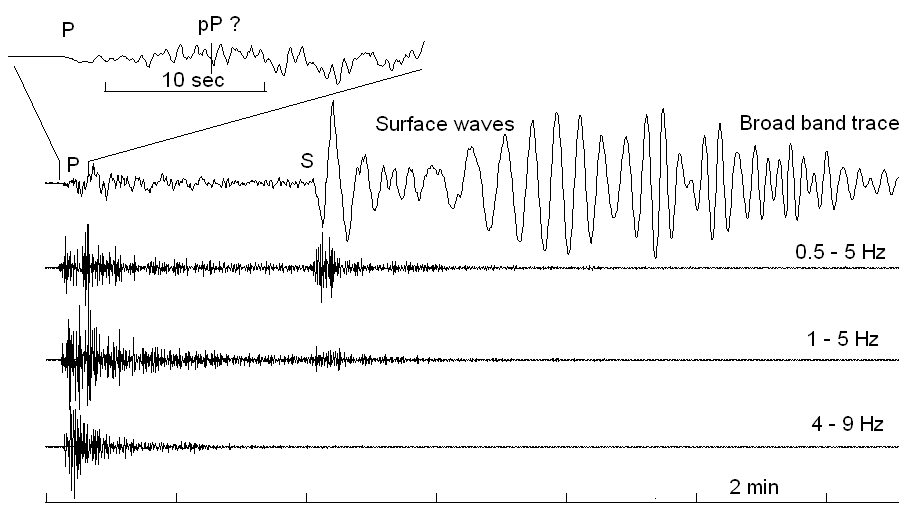 P
pP ?
10 sec
P
S
Surface waves
Broad band trace
0.5 - 5 Hz
1 - 5 Hz
4 - 9 Hz
2 min